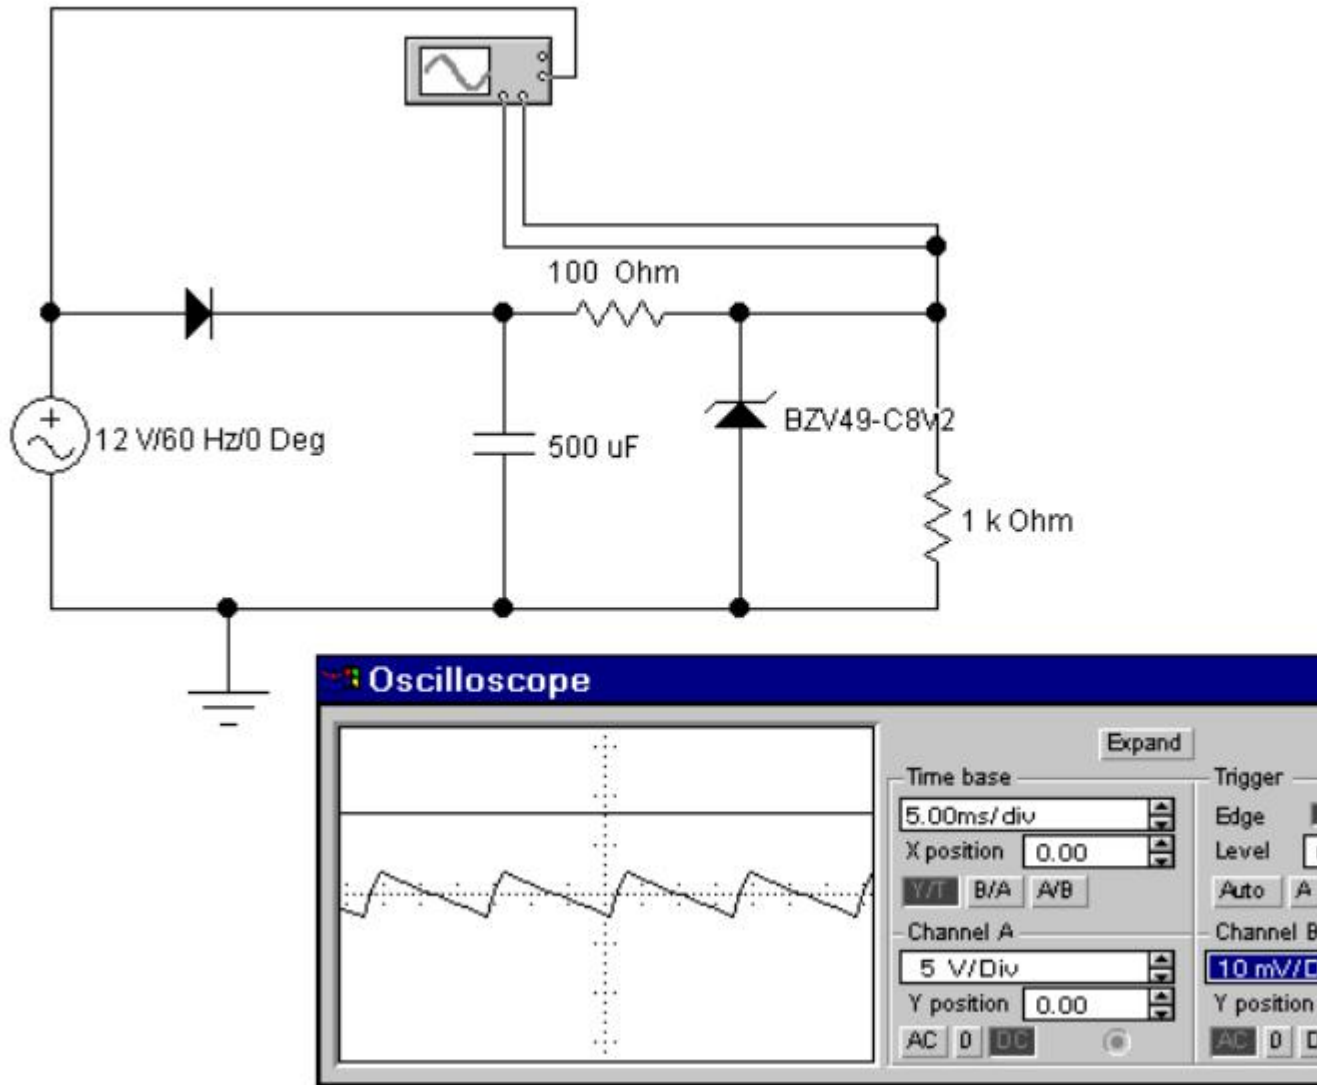 100 Ohm
12 V/60 Hz/0 Deg
500 uF
BZV49-C8V2
1 k Ohm
Oscilloscope
Expand
Time base
Trigger
5.00ms/div
Edge
X position 0.00
Level
Y/T B/A A/B
Auto A
Channel A
Channel B
5 V/Div
10 mV/D
Y position 0.00
Y position
AC 0 DC
AC 0 D